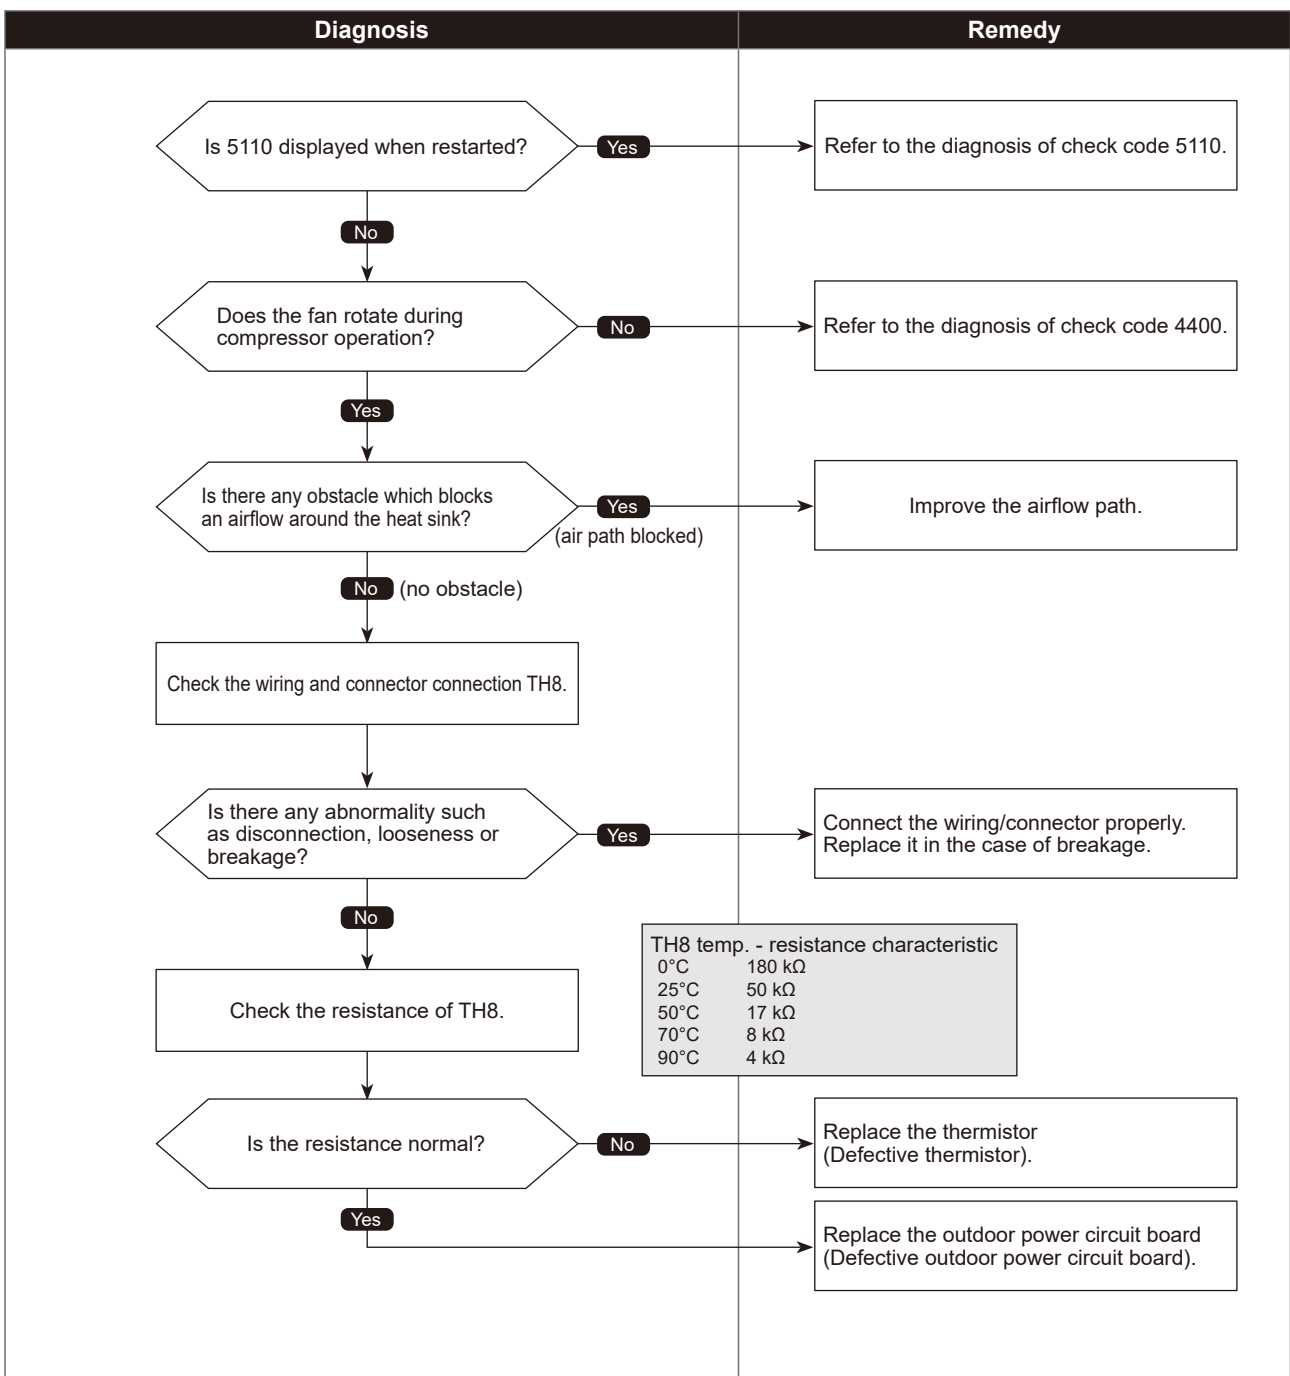 Diagnosis
Remedy
Is 5110 displayed when restarted?
Yes
Refer to the diagnosis of check code 5110.
No
Does the fan rotate during
compressor operation?
No
Refer to the diagnosis of check code 4400.
Yes
Is there any obstacle which blocks
an airflow around the heat sink?
Yes
(air path blocked)
Improve the airflow path.
No (no obstacle)
Check the wiring and connector connection TH8.
Is there any abnormality such
as disconnection, looseness or
breakage?
Yes
Connect the wiring/connector properly.
Replace it in the case of breakage.
No
TH8 temp. - resistance characteristic
0°C 180 kΩ
25°C 50 kΩ
50°C 17 kΩ
70°C 8 kΩ
90°C 4 kΩ
Check the resistance of TH8.
Is the resistance normal?
No
Replace the thermistor
(Defective thermistor).
Yes
Replace the outdoor power circuit board
(Defective outdoor power circuit board).